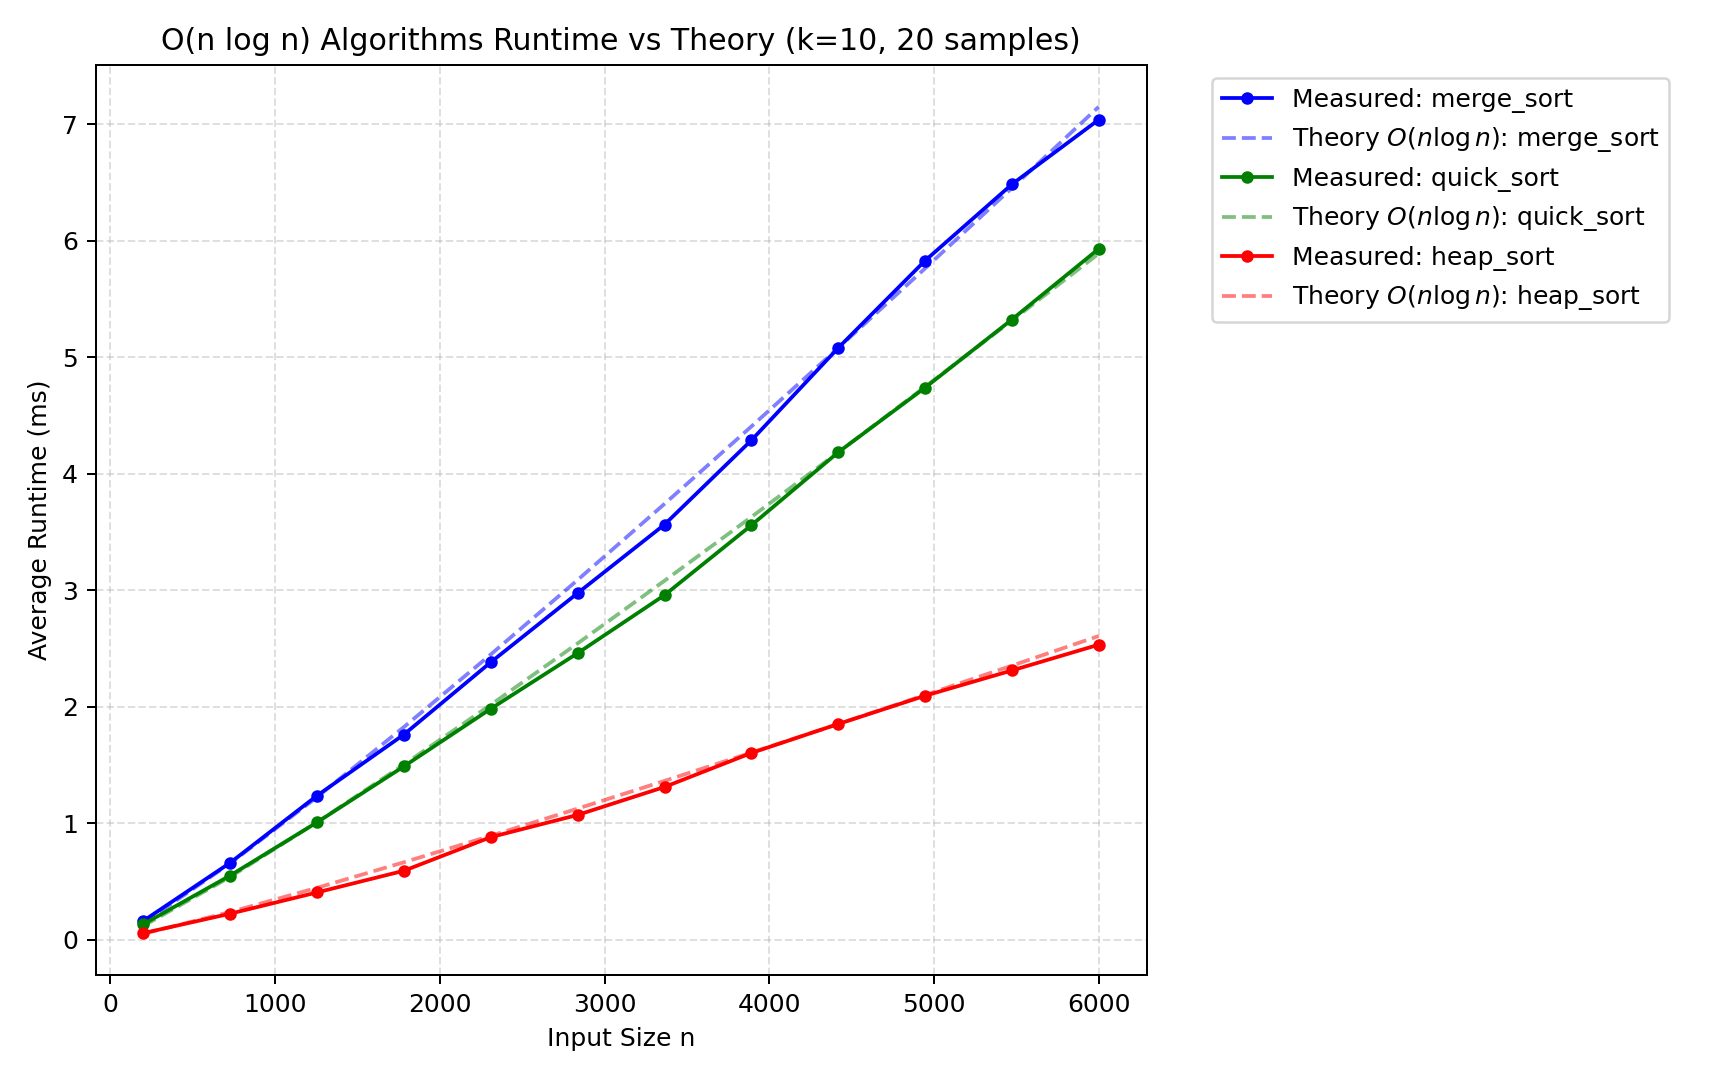 O(n log n) Algorithms Runtime vs Theory (k=10, 20 samples)
Measured: merge_sort
Theory O(n log n): merge_sort
Measured: quick_sort
Theory O(n log n): quick_sort
Measured: heap_sort
Theory O(n log n): heap_sort
Average Runtime (ms)
7
6
5
4
3
2
1
0
0 1000 2000 3000 4000 5000 6000
Input Size n